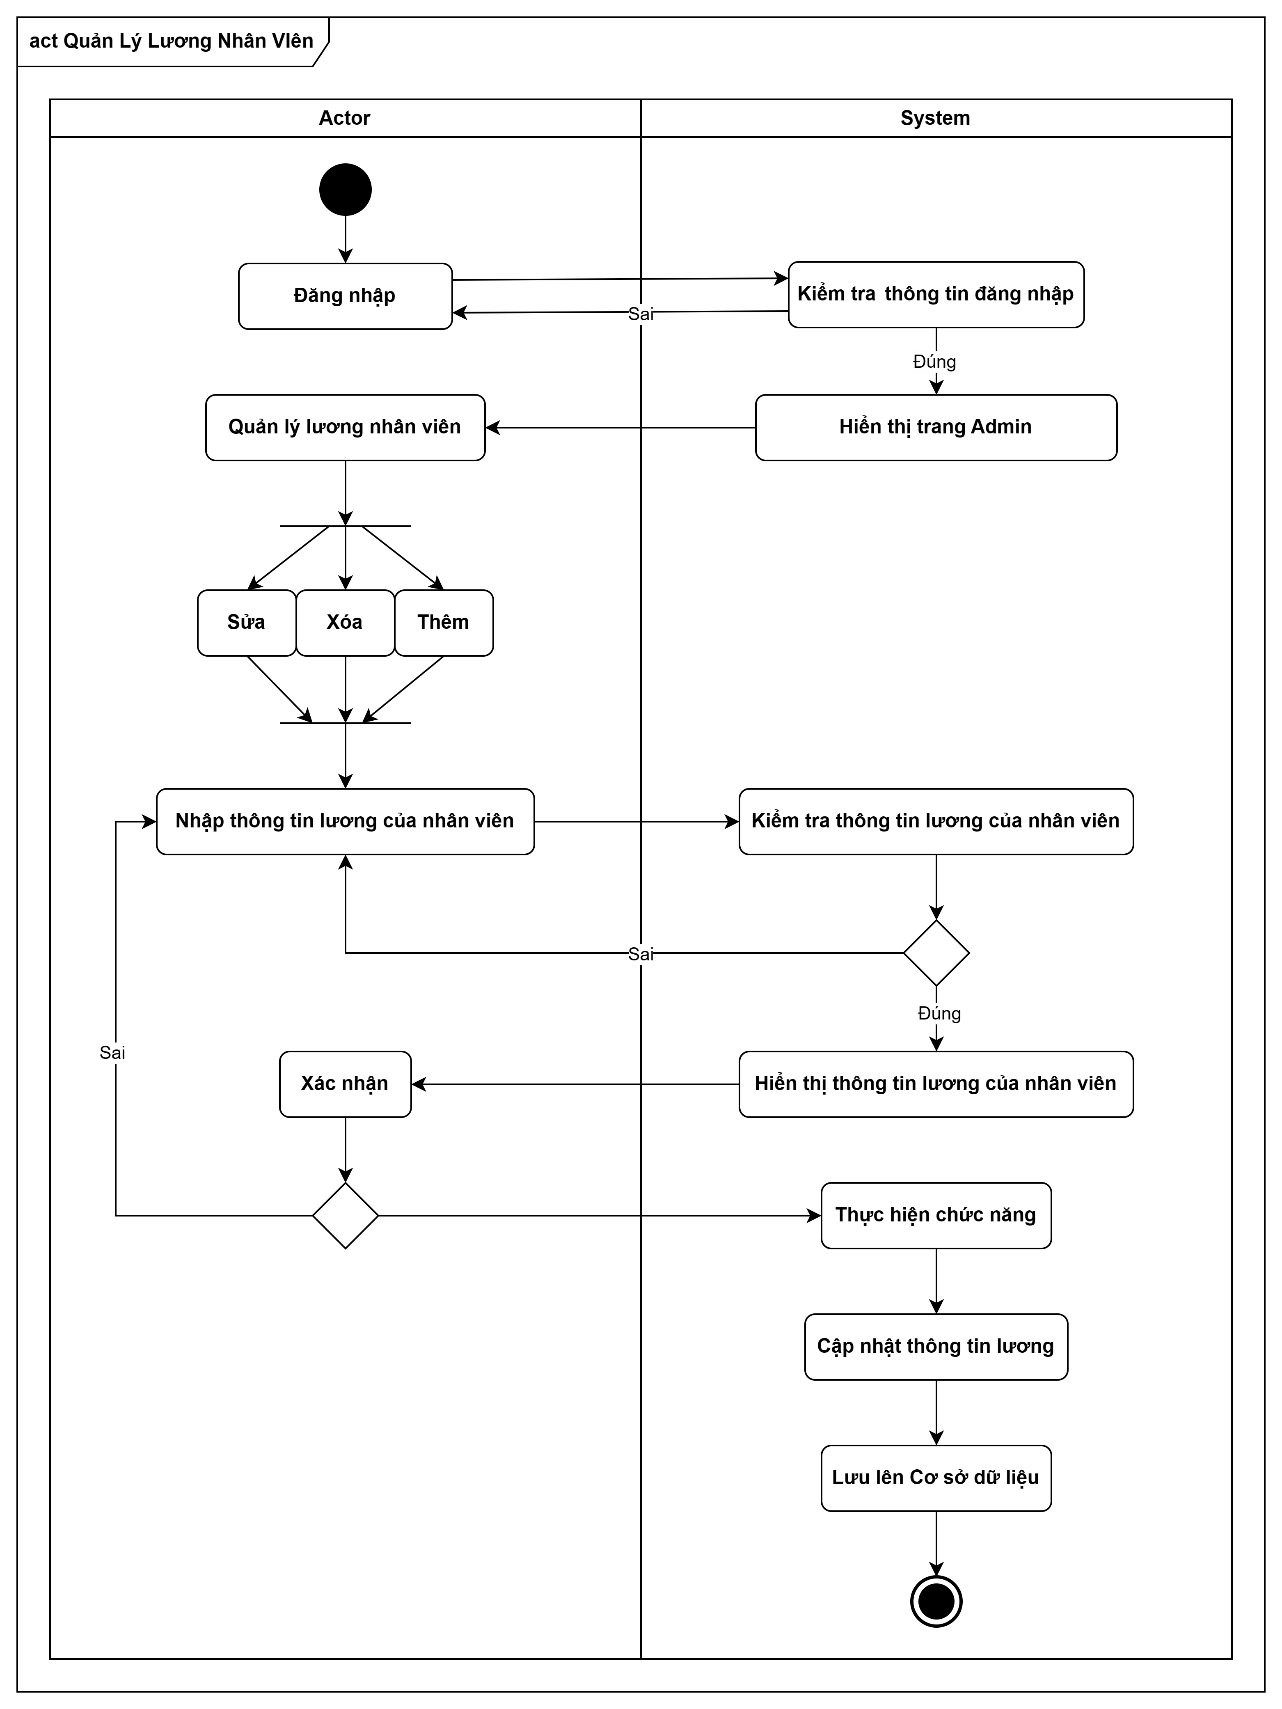 act Quản Lý Lương Nhân VIên
Actor
System
Đăng nhập
Kiểm tra thông tin đăng nhập
Sai
Đúng
Quản lý lương nhân viên
Hiển thị trang Admin
Sửa
Xóa
Thêm
Nhập thông tin lương của nhân viên
Kiểm tra thông tin lương của nhân viên
Sai
Đúng
Sai
Xác nhận
Hiển thị thông tin lương của nhân viên
Thực hiện chức năng
Cập nhật thông tin lương
Lưu lên Cơ sở dữ liệu